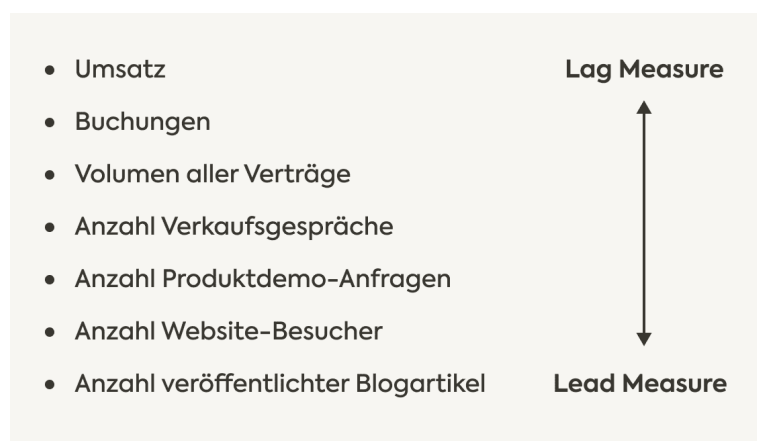 • Umsatz
Lag Measure
• Buchungen
• Volumen aller Verträge
• Anzahl Verkaufsgespräche
• Anzahl Produktdemo-Anfragen
• Anzahl Website-Besucher
• Anzahl veröffentlichter Blogartikel
Lead Measure